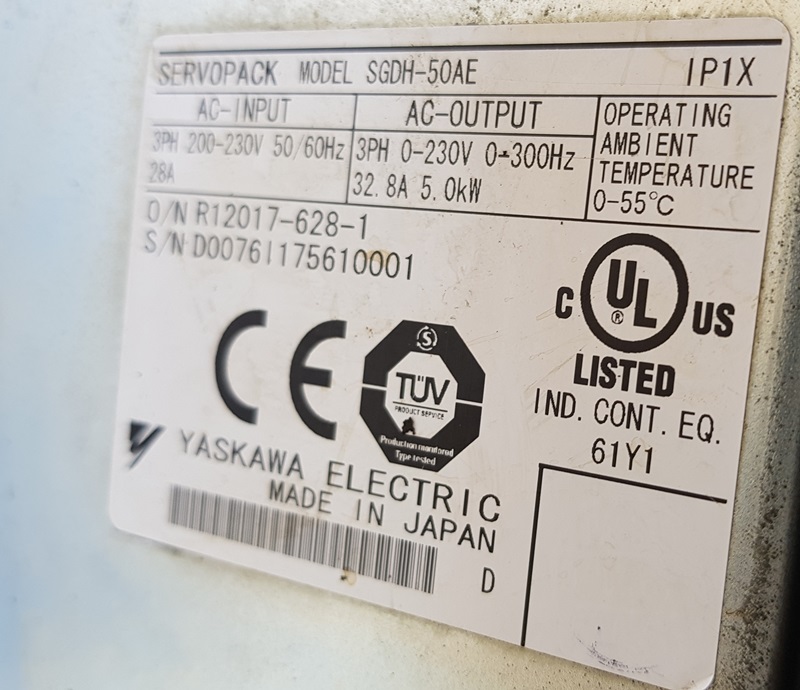 SERVOPACK MODEL SGDH-50AE IP1X
AC-INPUT AC-OUTPUT OPERATING AMBIENT TEMPERATURE 0-55℃
3PH 200-230V 50/60Hz 3PH 0-230V 0-300Hz
28A 32.8A 5.0kW
O/N R12017-628-1
S/N D0076I175610001
CE
S
TÜV
PRODUCT SERVICE
Production monitored
Type tested
C UL ® US
LISTED
IND. CONT. EQ.
61Y1
YASKAWA ELECTRIC
MADE IN JAPAN
D